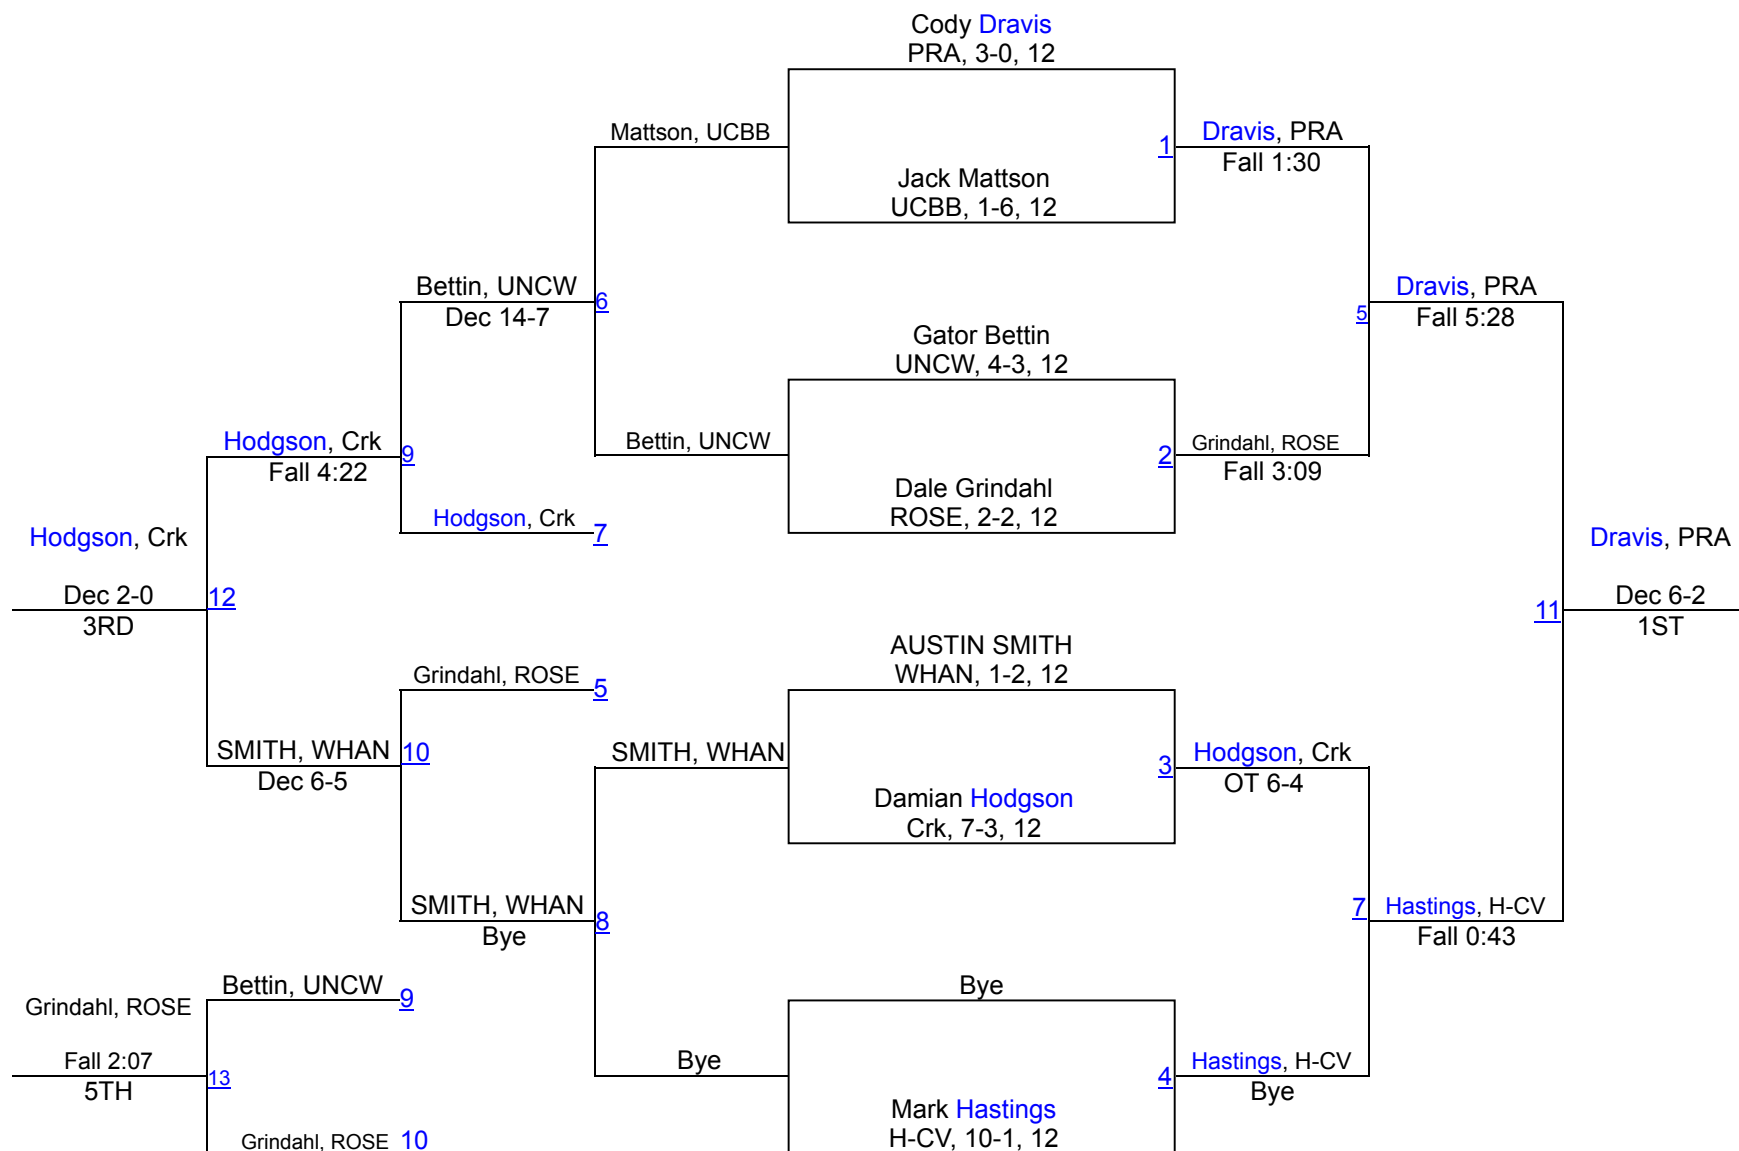 Cody Dravis
PRA, 3-0, 12
Mattson, UCBB
1
Dravis, PRA
Fall 1:30
Jack Mattson
UCBB, 1-6, 12
Bettin, UNCW
6
Dec 14-7
Dravis, PRA
5
Fall 5:28
Gator Bettin
UNCW, 4-3, 12
Hodgson, Crk
9
Fall 4:22
Bettin, UNCW
2
Grindahl, ROSE
Fall 3:09
Dale Grindahl
ROSE, 2-2, 12
Hodgson, Crk
7
Hodgson, Crk
Dec 2-0
12
3RD
Dravis, PRA
Dec 6-2
11
1ST
AUSTIN SMITH
WHAN, 1-2, 12
Grindahl, ROSE
5
SMITH, WHAN
10
Dec 6-5
SMITH, WHAN
3
Hodgson, Crk
OT 6-4
Damian Hodgson
Crk, 7-3, 12
SMITH, WHAN
8
Bye
7
Hastings, H-CV
Fall 0:43
Bettin, UNCW
9
Grindahl, ROSE
Bye
Fall 2:07
13
5TH
Bye
4
Hastings, H-CV
Bye
Mark Hastings
H-CV, 10-1, 12
Grindahl, ROSE 10